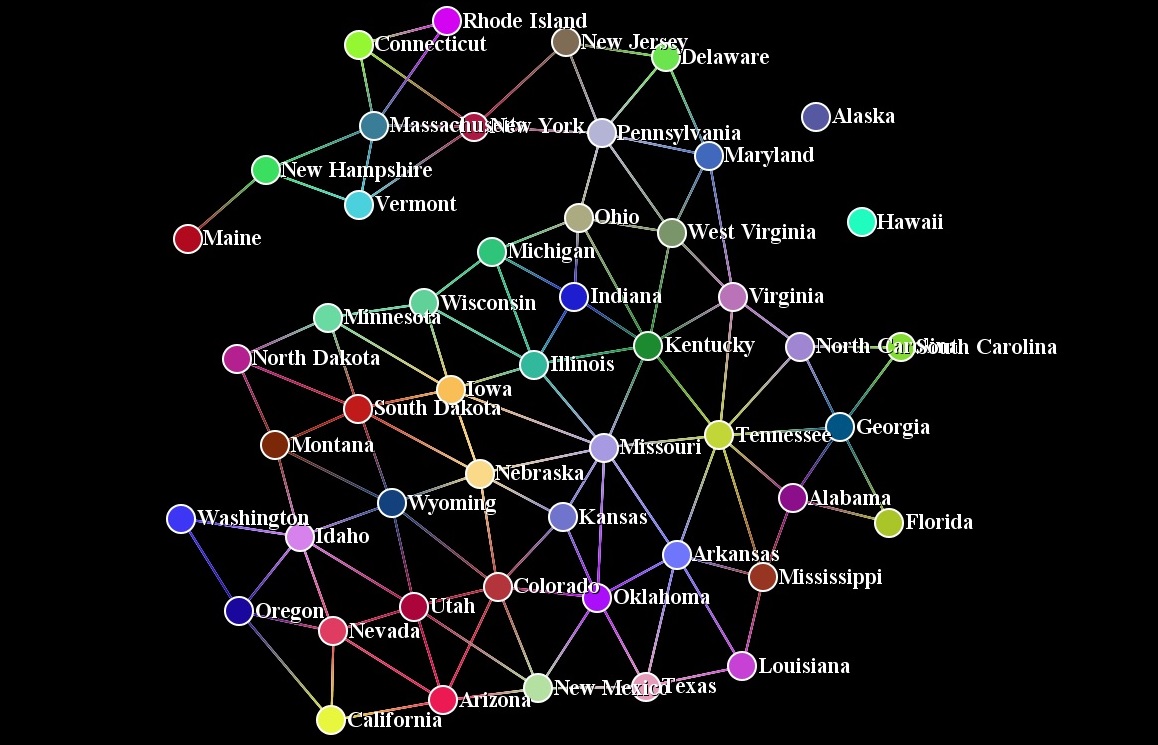 Rhode Island
Connecticut
New Jersey
Delaware
Massachusetts
New York
Pennsylvania
Alaska
Maryland
New Hampshire
Vermont
Maine
Ohio
West Virginia
Hawaii
Michigan
Indiana
Virginia
Wisconsin
Minnesota
North Dakota
Illinois
Kentucky
North Carolina
South Carolina
Iowa
South Dakota
Montana
Missouri
Tennessee
Georgia
Nebraska
Wyoming
Kansas
Alabama
Florida
Washington
Idaho
Arkansas
Mississippi
Colorado
Oklahoma
Oregon
Utah
Nevada
Louisiana
New Mexico
Texas
Arizona
California